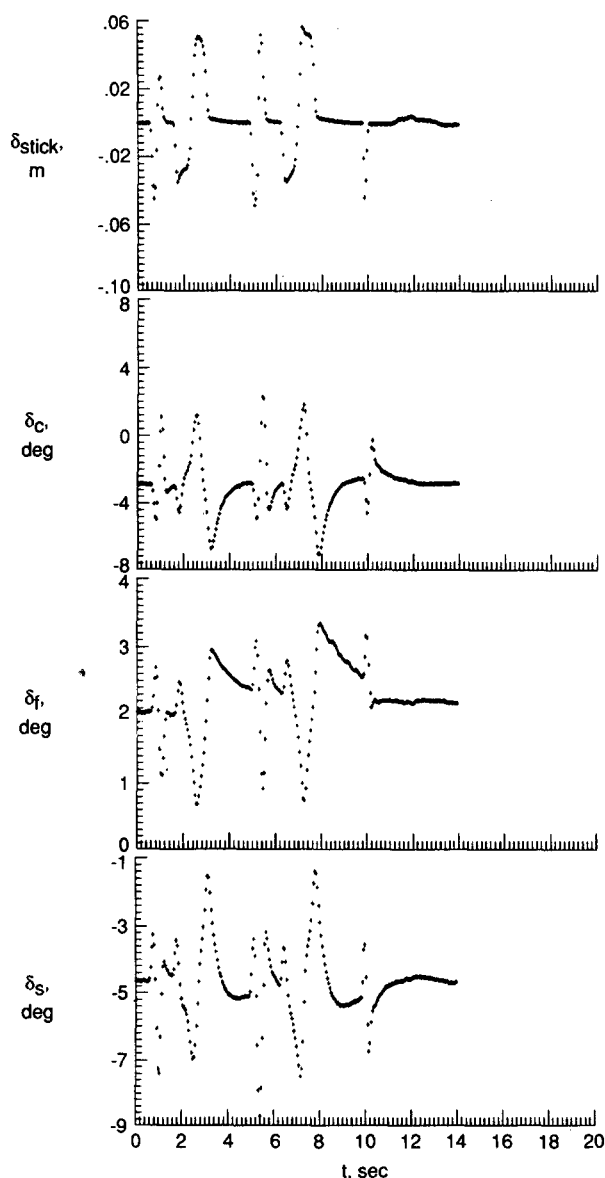 .06
.02
-.02
-.06
-.10
δstick,
m
8
4
0
-4
-8
δc,
deg
4
3
2
1
0
δf,
deg
-1
-3
-5
-7
-9
δs,
deg
0 2 4 6 8 10 12 14 16 18 20
t, sec